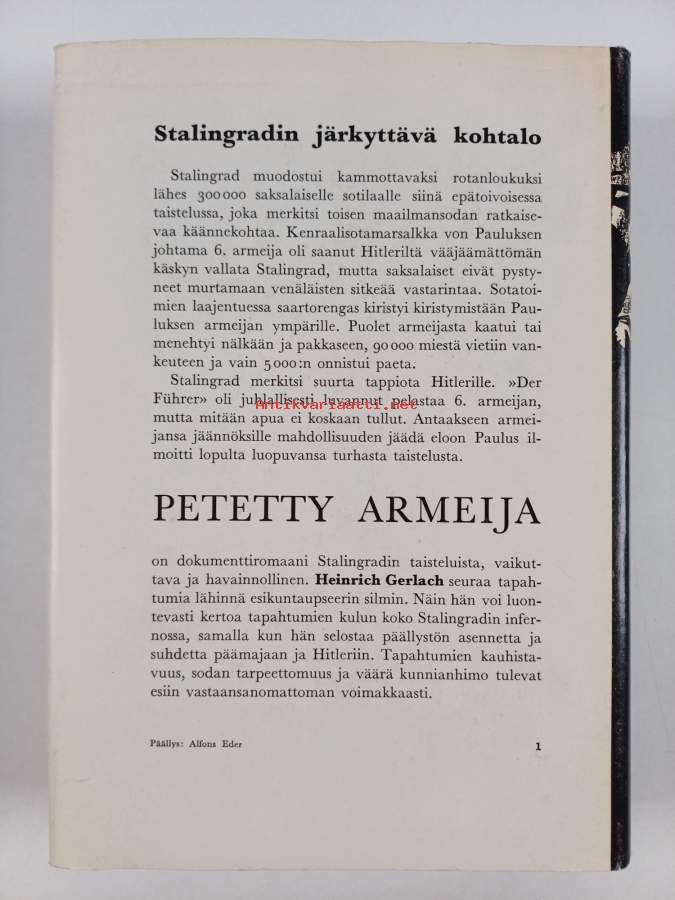 Stalingradin järkyttävä kohtalo
Stalingrad muodostui kammottavaksi rotanloukuksi
lähes 300 000 saksalaiselle sotilaalle siinä epätoivoisessa
taistelussa, joka merkitsi toisen maailmansodan ratkaise-
vaa käännekohtaa. Kenraalisotamarsalkka von Pauluksen
johtama 6. armeija oli saanut Hitleriltä vääjäämättömän
käskyn vallata Stalingrad, mutta saksalaiset eivät pysty-
neet murtamaan venäläisten sitkeää vastarintaa. Sotatoi-
mien laajentuessa saartorengas kiristyi kiristymistään Pau-
luksen armeijan ympärille. Puolet armeijasta kaatui tai
menehtyi nälkään ja pakkaseen, 90 000 miestä vietiin van-
keuteen ja vain 5 000:n onnistui paeta.
Stalingrad merkitsi suurta tappiota Hitlerille. »Der
Führer» oli juhlallisesti luvannut pelastaa 6. armeijan,
Antikvariaatti.net
mutta mitään apua ei koskaan tullut. Antaakseen armei-
jansa jäännöksille mahdollisuuden jäädä eloon Paulus il-
moitti lopulta luopuvansa turhasta taistelusta.
PETETTY ARMEIJA
on dokumenttiromaani Stalingradin taisteluista, vaikut-
tava ja havainnollinen. Heinrich Gerlach seuraa tapah-
tumia lähinnä esikuntaupseerin silmin. Näin hän voi luon-
tevasti kertoa tapahtumien kulun koko Stalingradin infer-
nossa, samalla kun hän selostaa päällystön asennetta ja
suhdetta päämajaan ja Hitleriin. Tapahtumien kauhista-
vuus, sodan tarpeettomuus ja väärä kunnianhimo tulevat
esiin vastaansanomattoman voimakkaasti.
Päällys: Alfons Eder
1